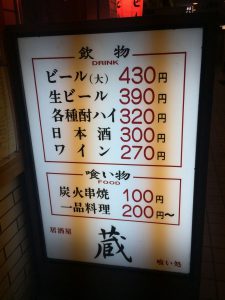 飲物
DRINK
ビール(大) 430円
生ビール 390円
各種酎ハイ 320円
日本酒 300円
ワイン 270円
喰い物
FOOD
炭火串焼 100円
一品料理 200円〜
居酒屋
蔵
喰い処